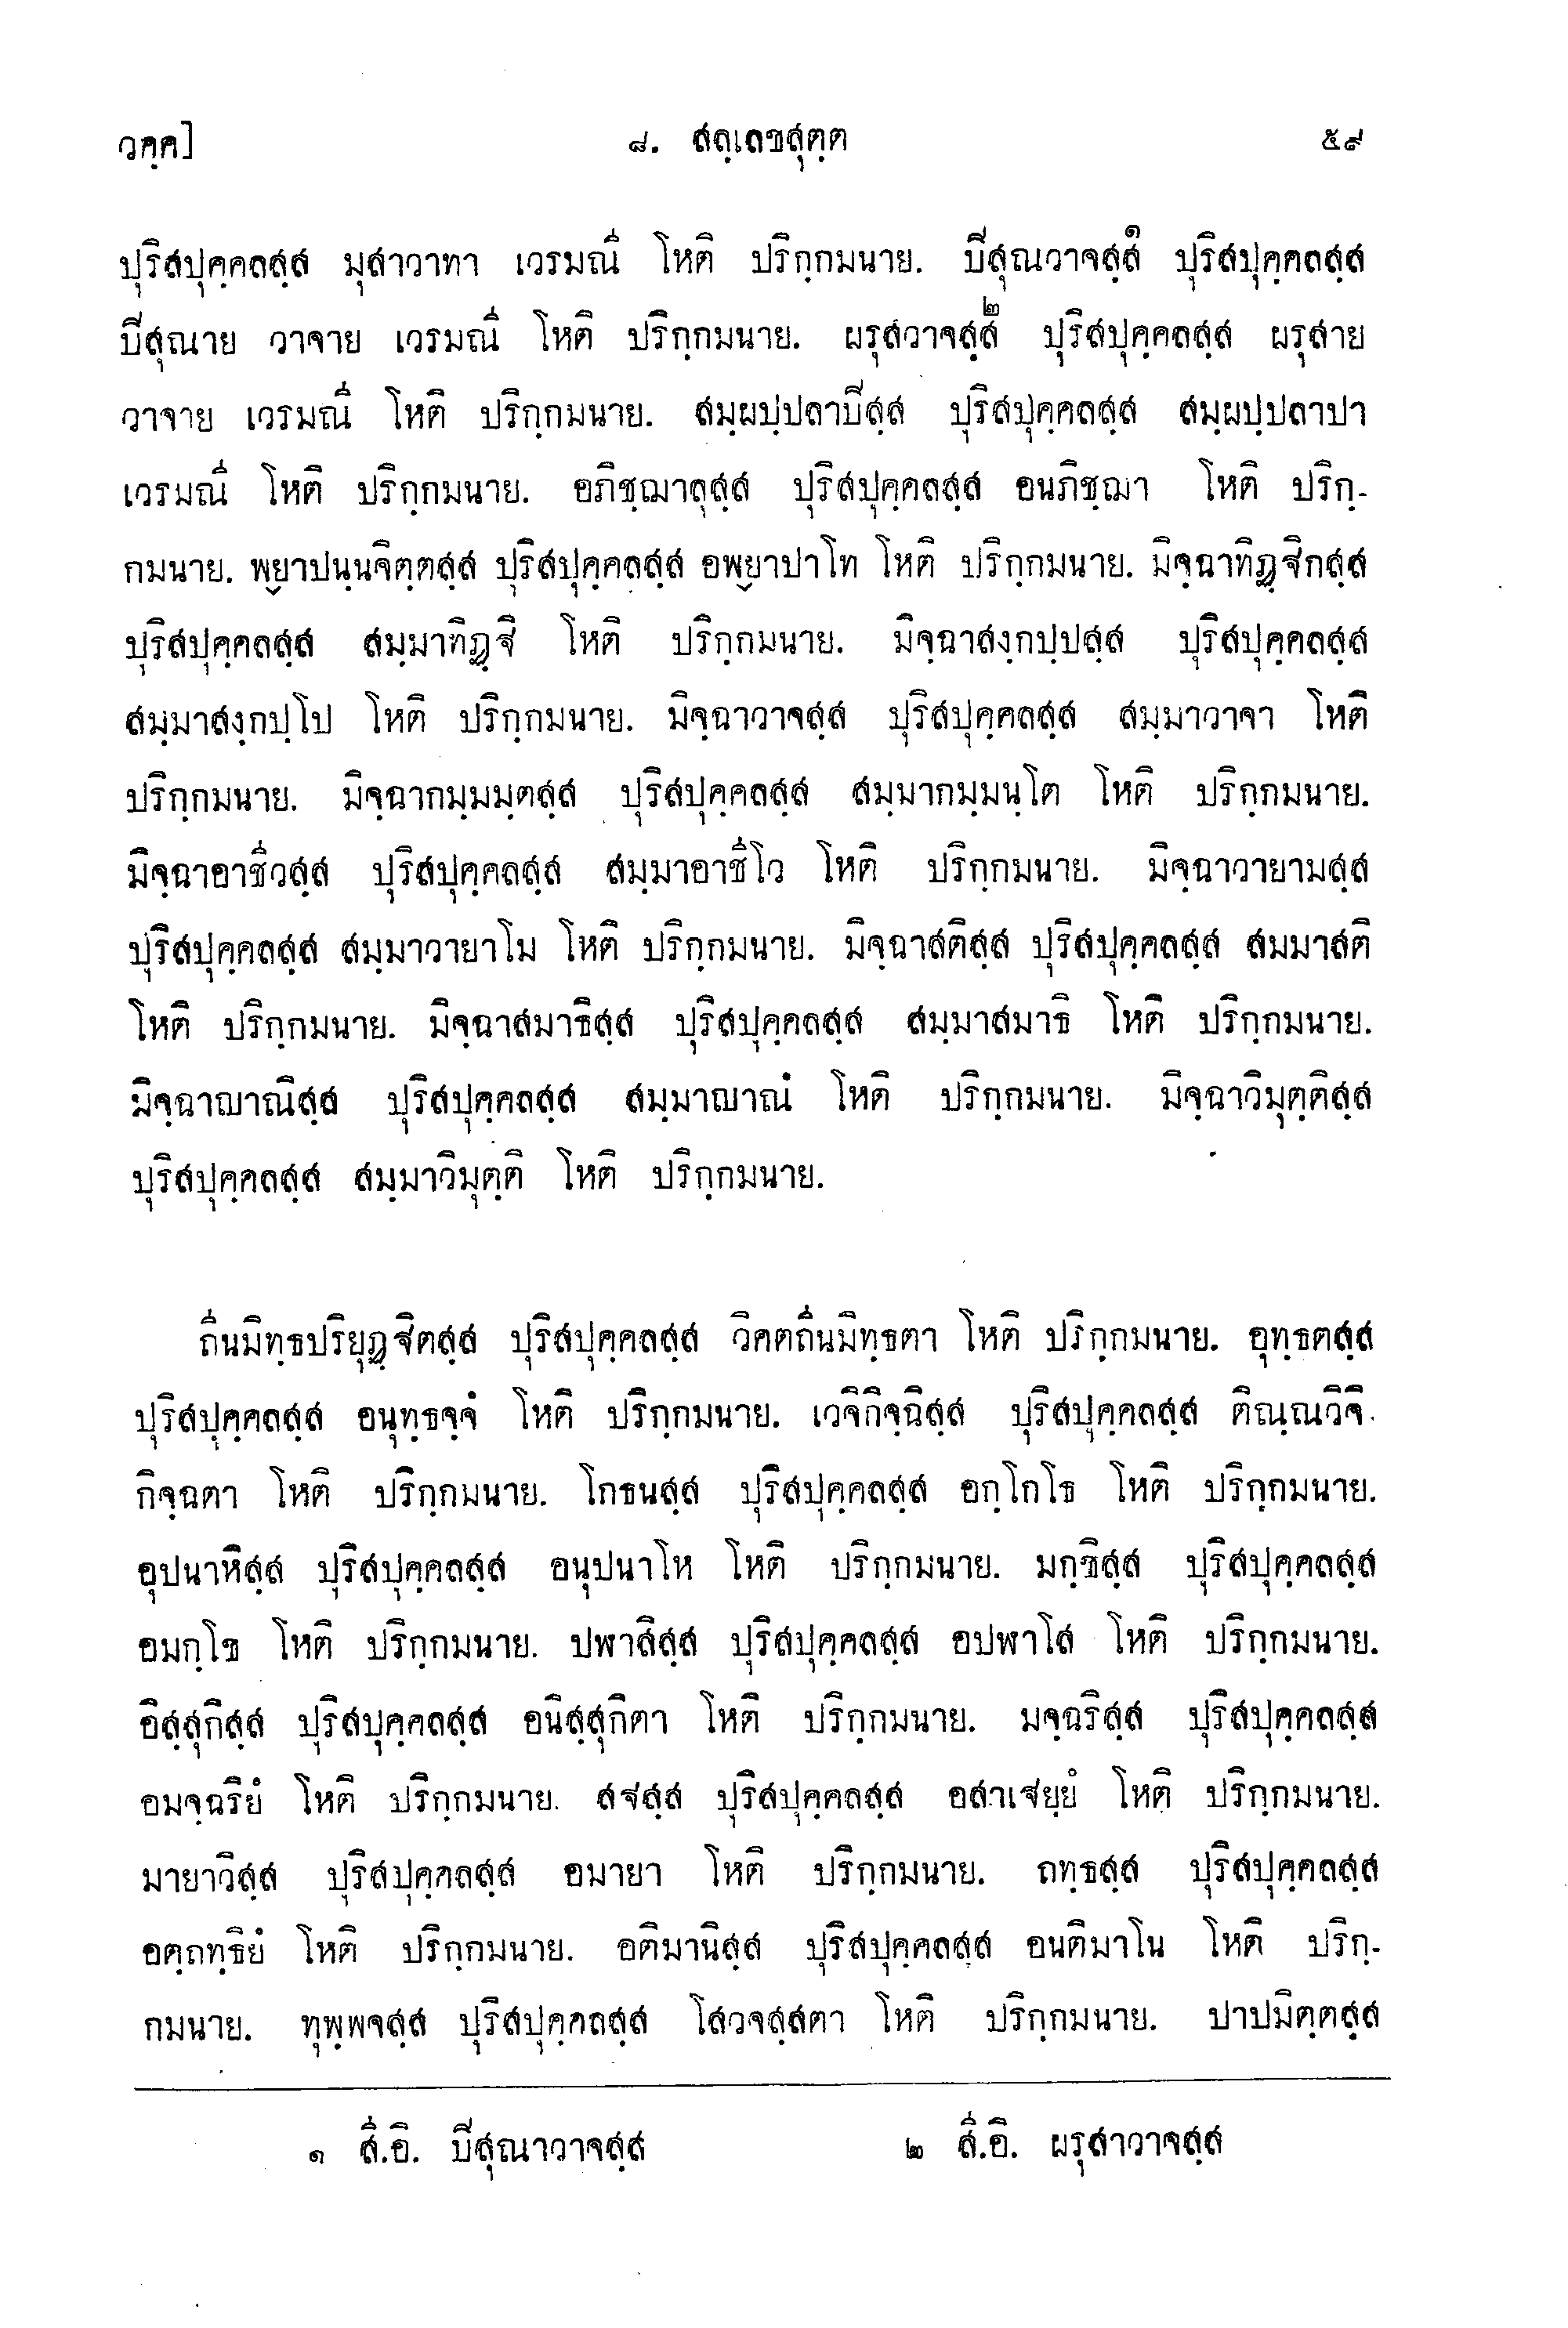 วคฺค] ๘. สลฺเลขสุตฺต ๕๙
ปุริสปุคฺคลสฺส มุสาวาทา เวรมณี โหติ ปริกฺกมนาย. ปิสุณวาจสฺส๑ ปุริสปุคฺคลสฺส
ปิสุณาย วาจาย เวรมณี โหติ ปริกฺกมนาย. ผรุสวาจสฺส๒ ปุริสปุคฺคลสฺส ผรุสาย
วาจาย เวรมณี โหติ ปริกฺกมนาย. สมฺผปฺปลาปิสฺส ปุริสปุคฺคลสฺส สมฺผปฺปลาปา
เวรมณี โหติ ปริกฺกมนาย. อภิชฺฌาลุสฺส ปุริสปุคฺคลสฺส อนภิชฺฌา โหติ ปริกฺ-
กมนาย. พฺยาปนฺนจิตฺตสฺส ปุริสปุคฺคลสฺส อพฺยาปาโท โหติ ปริกฺกมนาย. มิจฺฉาทิฏฺฐิกสฺส
ปุริสปุคฺคลสฺส สมฺมาทิฏฺฐิ โหติ ปริกฺกมนาย. มิจฺฉาสงฺกปฺปสฺส ปุริสปุคฺคลสฺส
สมฺมาสงฺกปฺโป โหติ ปริกฺกมนาย. มิจฺฉาวาจสฺส ปุริสปุคฺคลสฺส สมฺมาวาจา โหติ
ปริกฺกมนาย. มิจฺฉากมฺมมฺตสฺส ปุริสปุคฺคลสฺส สมฺมากมฺมนฺโต โหติ ปริกฺกมนาย.
มิจฺฉาอาชีวสฺส ปุริสปุคฺคลสฺส สมฺมาอาชีโว โหติ ปริกฺกมนาย. มิจฺฉาวายามสฺส
ปุริสปุคฺคลสฺส สมฺมาวายาโม โหติ ปริกฺกมนาย. มิจฺฉาสติสฺส ปุริสปุคฺคลสฺส สมมาสติ
โหติ ปริกฺกมนาย. มิจฺฉาสมาธิสฺส ปุริสปุคฺคลสฺส สมฺมาสมาธิ โหติ ปริกฺกมนาย.
มิจฺฉาญาณิสฺส ปุริสปุคฺคลสฺส สมฺมาญาณํ โหติ ปริกฺกมนาย. มิจฺฉาวิมุตฺติสฺส
ปุริสปุคฺคลสฺส สมฺมาวิมุตฺติ โหติ ปริกฺกมนาย.
ถีนมิทฺธปริยุฏฺฐิตสฺส ปุริสปุคฺคลสฺส วิคตถีนมิทฺธตา โหติ ปริกฺกมนาย. อุทฺธตสฺส
ปุริสปุคฺคลสฺส อนุทฺธจฺจํ โหติ ปริกฺกมนาย. เวจิกิจฺฉิสฺส ปุริสปุคฺคลสฺส ติณฺณวิจิ-
กิจฺฉตา โหติ ปริกฺกมนาย. โกธนสฺส ปุริสปุคฺคลสฺส อกฺโกโธ โหติ ปริกฺกมนาย.
อุปนาหิสฺส ปุริสปุคฺคลสฺส อนุปนาโห โหติ ปริกฺกมนาย. มกฺขิสฺส ปุริสปุคฺคลสฺส
อมกฺโข โหติ ปริกฺกมนาย. ปฬาสิสฺส ปุริสปุคฺคลสฺส อปฬาโส โหติ ปริกฺกมนาย.
อิสฺสุกิสฺส ปุริสปุคฺคลสฺส อนิสฺสุกิตา โหติ ปริกฺกมนาย. มจฺฉริสฺส ปุริสปุคฺคลสฺส
อมจฺฉริยํ โหติ ปริกฺกมนาย. สฐสฺส ปุริสปุคฺคลสฺส อสาเฐยฺยํ โหติ ปริกฺกมนาย.
มายาวิสฺส ปุริสปุคฺคลสฺส อมายา โหติ ปริกฺกมนาย. ถทฺธสฺส ปุริสปุคฺคลสฺส
อตฺถทฺธิยํ โหติ ปริกฺกมนาย. อติมานิสฺส ปุริสปุคฺคลสฺส อนติมาโน โหติ ปริกฺ-
กมนาย. ทุพฺพจสฺส ปุริสปุคฺคลสฺส โสวจสฺสตา โหติ ปริกฺกมนาย. ปาปมิตฺตสฺส
๑ สี.อิ. ปิสุณาวาจสฺส ๒ สี.อิ. ผรุสาวาจสฺส